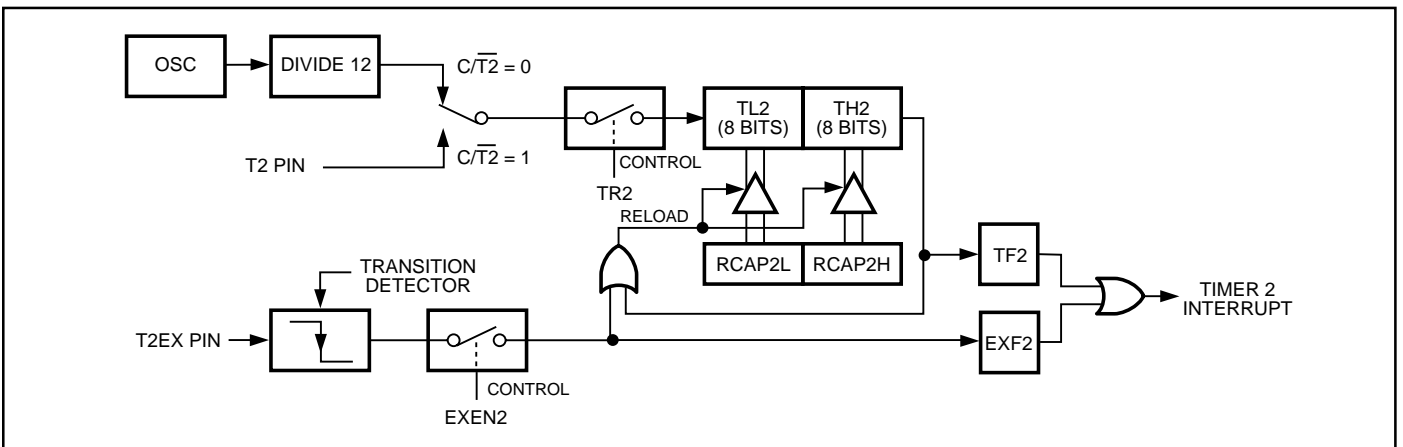 OSC
DIVIDE 12
C/T2̅ = 0
TL2
(8 BITS)
TH2
(8 BITS)
T2 PIN
C/T2̅ = 1
CONTROL
TR2
RELOAD
RCAP2L
RCAP2H
TF2
TRANSITION
DETECTOR
TIMER 2
INTERRUPT
T2EX PIN
EXF2
CONTROL
EXEN2